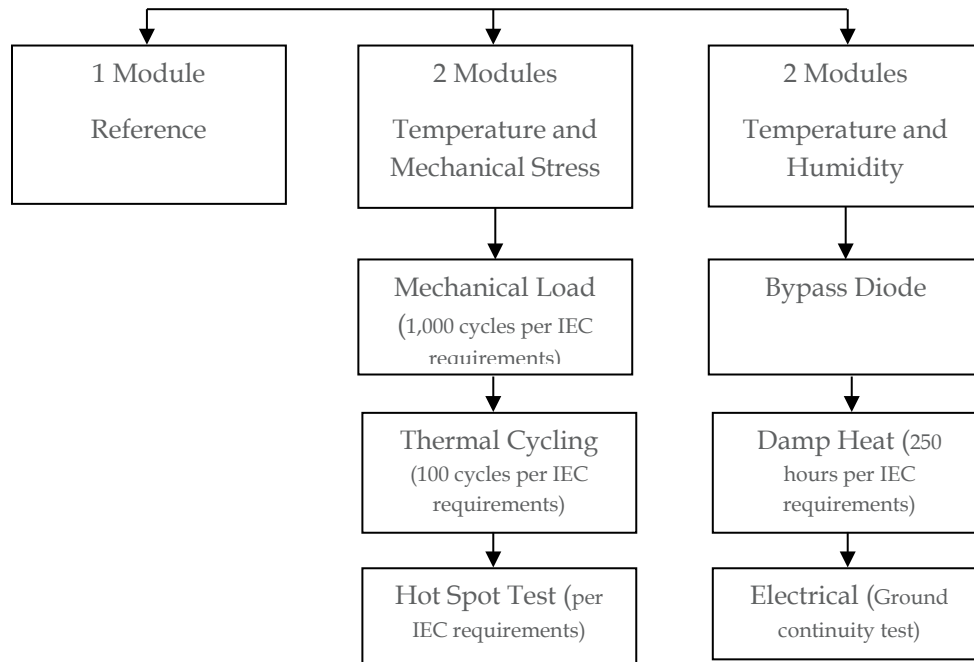 1 Module
Reference
2 Modules
Temperature and
Mechanical Stress
2 Modules
Temperature and
Humidity
Mechanical Load
(1,000 cycles per IEC
requirements)
Bypass Diode
Thermal Cycling
(100 cycles per IEC
requirements)
Damp Heat (250
hours per IEC
requirements)
Hot Spot Test (per
IEC requirements)
Electrical (Ground
continuity test)